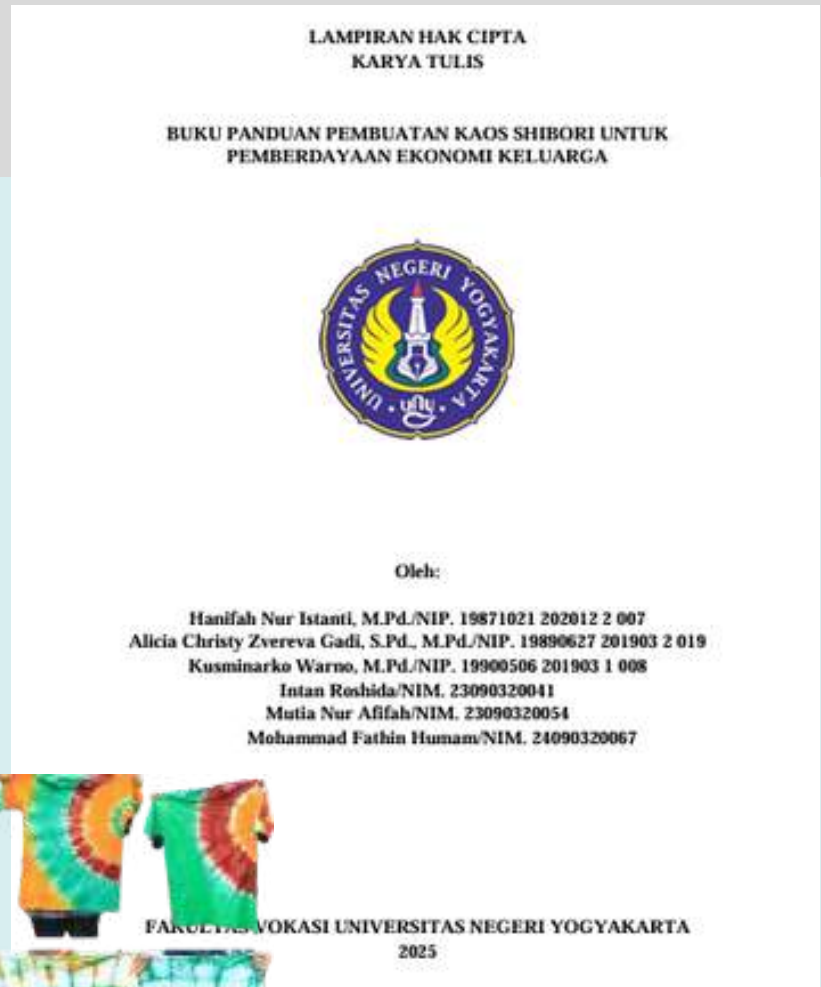 LAMPIRAN HAK CIPTA
KARYA TULIS
BUKU PANDUAN PEMBUATAN KAOS SHIBORI UNTUK
PEMBERDAYAAN EKONOMI KELUARGA
UNIVERSITAS NEGERI YOGYAKARTA
uny
Oleh:
Hanifah Nur Istanti, M.Pd./NIP. 19871021 202012 2 007
Alicia Christy Zvereva Gadi, S.Pd., M.Pd./NIP. 19890627 201903 2 019
Kusminarko Warno, M.Pd./NIP. 19900506 201903 1 008
Intan Roshida/NIM. 23090320041
Mutia Nur Afifah/NIM. 23090320054
Mohammad Fathin Humam/NIM. 24090320067
FAKULTAS VOKASI UNIVERSITAS NEGERI YOGYAKARTA
2025